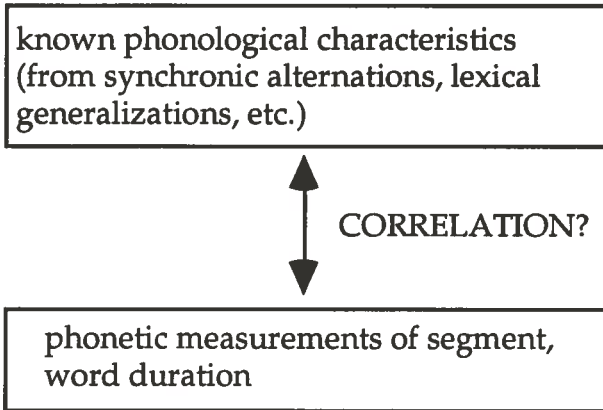 known phonological characteristics
(from synchronic alternations, lexical
generalizations, etc.)
CORRELATION?
phonetic measurements of segment,
word duration